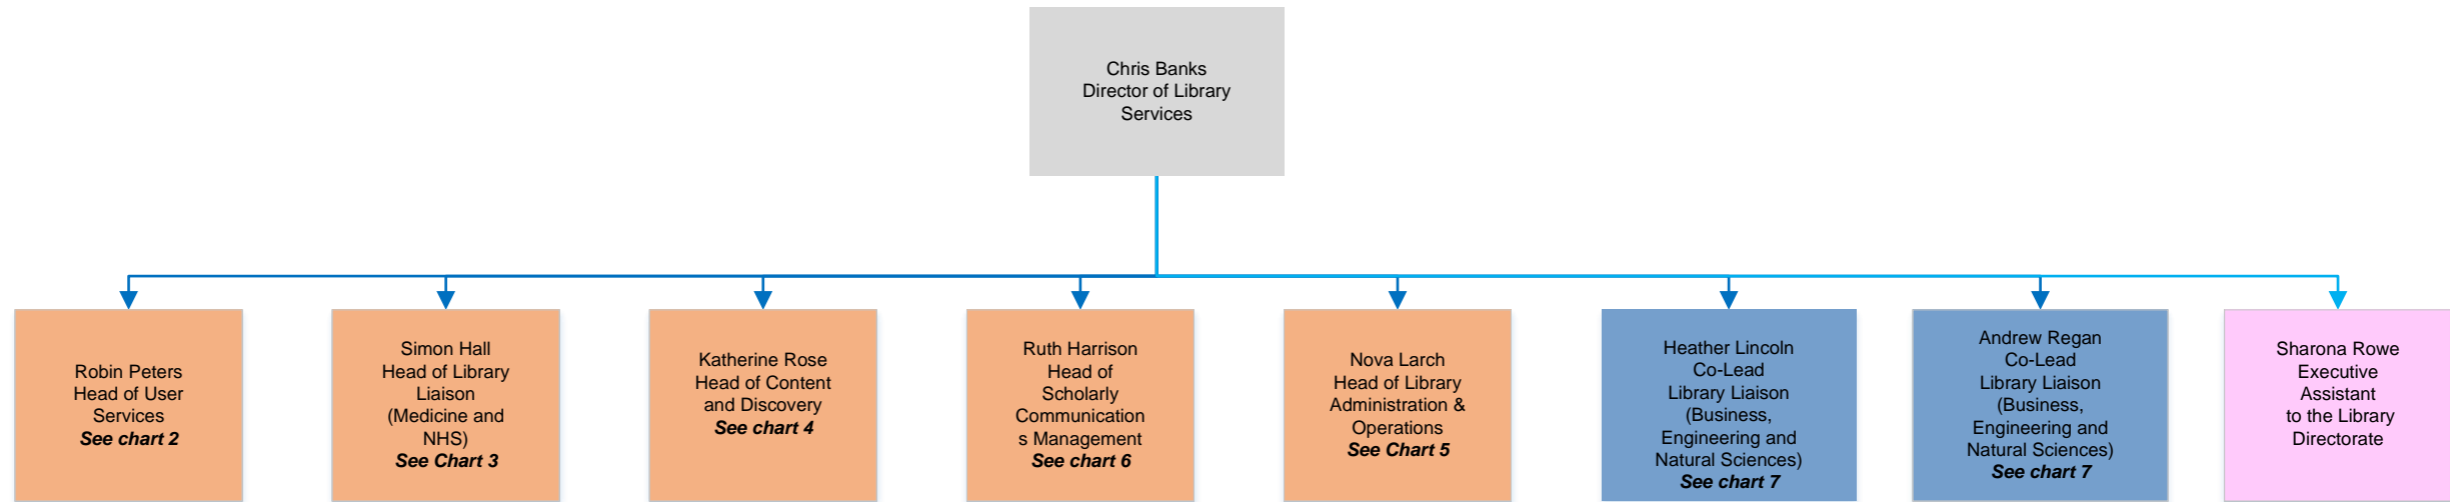 Chris Banks
Director of Library
Services
Robin Peters
Head of User
Services
See chart 2
Simon Hall
Head of Library
Liaison
(Medicine and
NHS)
See Chart 3
Katherine Rose
Head of Content
and Discovery
See chart 4
Ruth Harrison
Head of
Scholarly
Communication
s Management
See chart 6
Nova Larch
Head of Library
Administration &
Operations
See Chart 5
Heather Lincoln
Co-Lead
Library Liaison
(Business,
Engineering and
Natural Sciences)
See chart 7
Andrew Regan
Co-Lead
Library Liaison
(Business,
Engineering and
Natural Sciences)
See chart 7
Sharona Rowe
Executive
Assistant
to the Library
Directorate